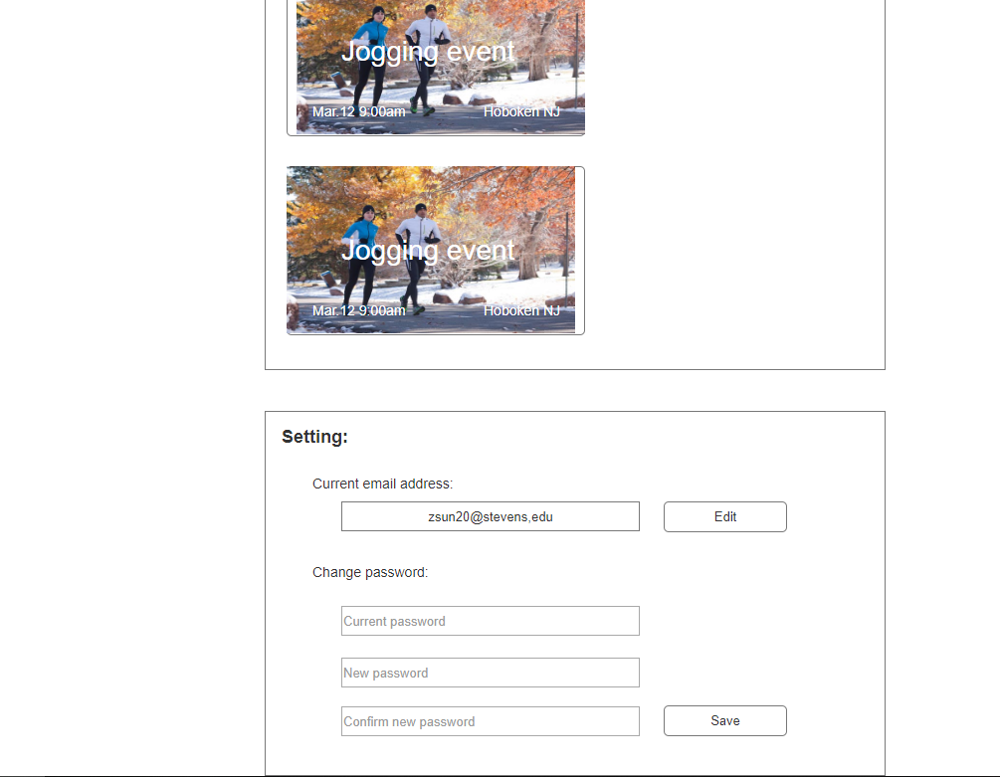 Jogging event
Mar.12 9:00am Hoboken NJ
Jogging event
Mar.12 9:00am Hoboken NJ
Setting:
Current email address:
zsun20@stevens,edu Edit
Change password:
Current password
New password
Confirm new password Save